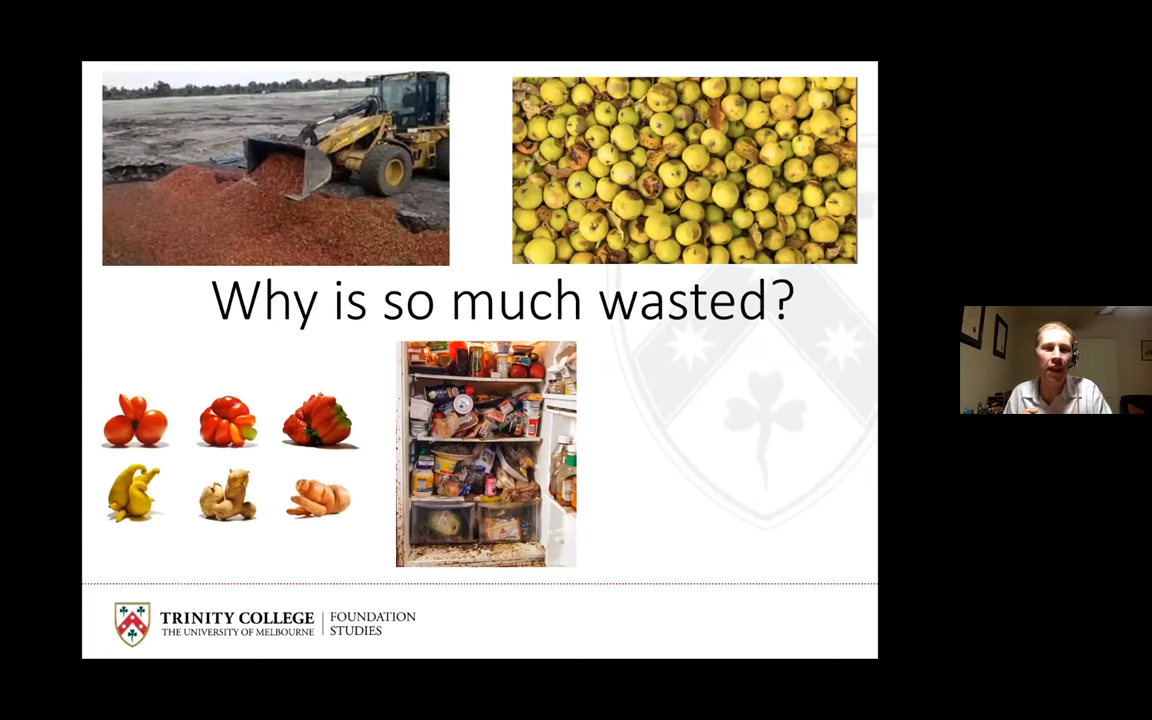 Why is so much wasted?
TRINITY COLLEGE
THE UNIVERSITY OF MELBOURNE
FOUNDATION
STUDIES